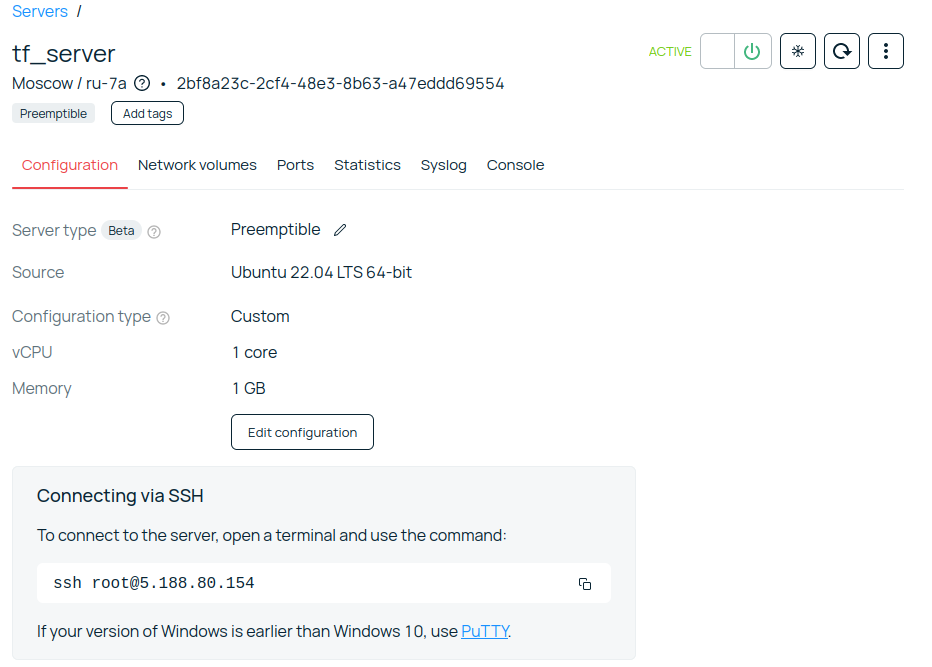 Servers /
tf_server
ACTIVE
Moscow / ru-7a ? • 2bf8a23c-2cf4-48e3-8b63-a47eddd69554
Preemptible Add tags
Configuration Network volumes Ports Statistics Syslog Console
Server type Beta ? Preemptible
Source Ubuntu 22.04 LTS 64-bit
Configuration type ? Custom
vCPU 1 core
Memory 1 GB
Edit configuration
Connecting via SSH
To connect to the server, open a terminal and use the command:
ssh root@5.188.80.154
If your version of Windows is earlier than Windows 10, use PuTTY.